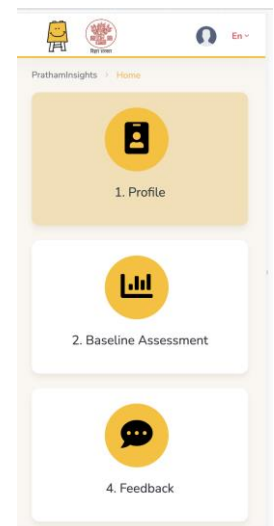 En
PrathamInsights > Home
1. Profile
2. Baseline Assessment
4. Feedback